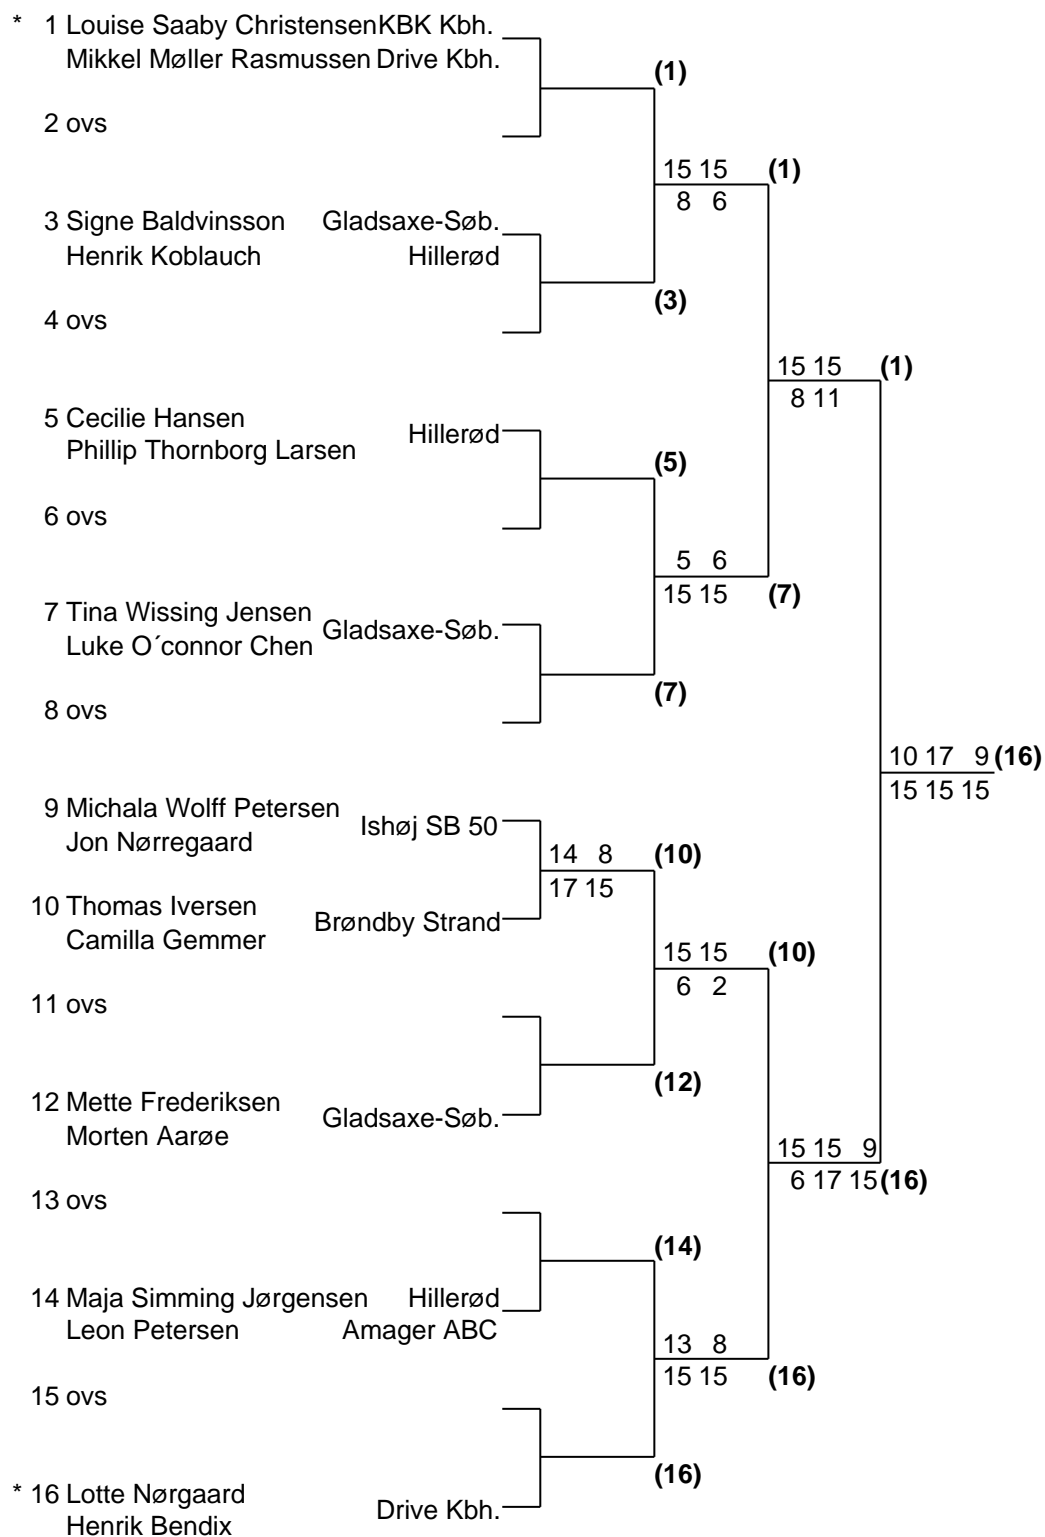 * 1 Louise Saaby Christensen KBK Kbh.
Mikkel Møller Rasmussen Drive Kbh.
(1)
2 ovs
15 15 (1)
8 6
3 Signe Baldvinsson Gladsaxe-Søb.
Henrik Koblauch Hillerød
(3)
4 ovs
15 15 (1)
8 11
5 Cecilie Hansen Hillerød
Phillip Thornborg Larsen
(5)
6 ovs
5 6
15 15 (7)
7 Tina Wissing Jensen Gladsaxe-Søb.
Luke O´connor Chen
(7)
8 ovs
10 17 9 (16)
15 15 15
9 Michala Wolff Petersen Ishøj SB 50
Jon Nørregaard
14 8 (10)
17 15
10 Thomas Iversen Brøndby Strand
Camilla Gemmer
15 15 (10)
6 2
11 ovs
(12)
12 Mette Frederiksen Gladsaxe-Søb.
Morten Aarøe
15 15 9
6 17 15 (16)
13 ovs
(14)
14 Maja Simming Jørgensen Hillerød
Leon Petersen Amager ABC
13 8
15 15 (16)
15 ovs
(16)
* 16 Lotte Nørgaard Drive Kbh.
Henrik Bendix